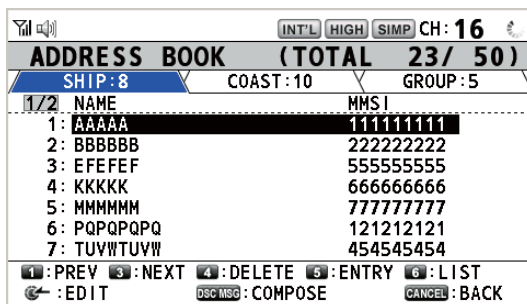 INT'L HIGH SIMP CH: 16
ADDRESS BOOK (TOTAL 23/ 50)
SHIP:8 COAST:10 GROUP:5
1/2 NAME MMSI
1: AAAAA 111111111
2: BBBBBB 222222222
3: EFEFEF 555555555
4: KKKKK 666666666
5: MMMMMM 777777777
6: PQPQPQPQ 121212121
7: TUVWTUVW 454545454
1 :PREV 3 :NEXT 4 :DELETE 5 :ENTRY 6 :LIST
:EDIT DSC MSG :COMPOSE CANCEL :BACK